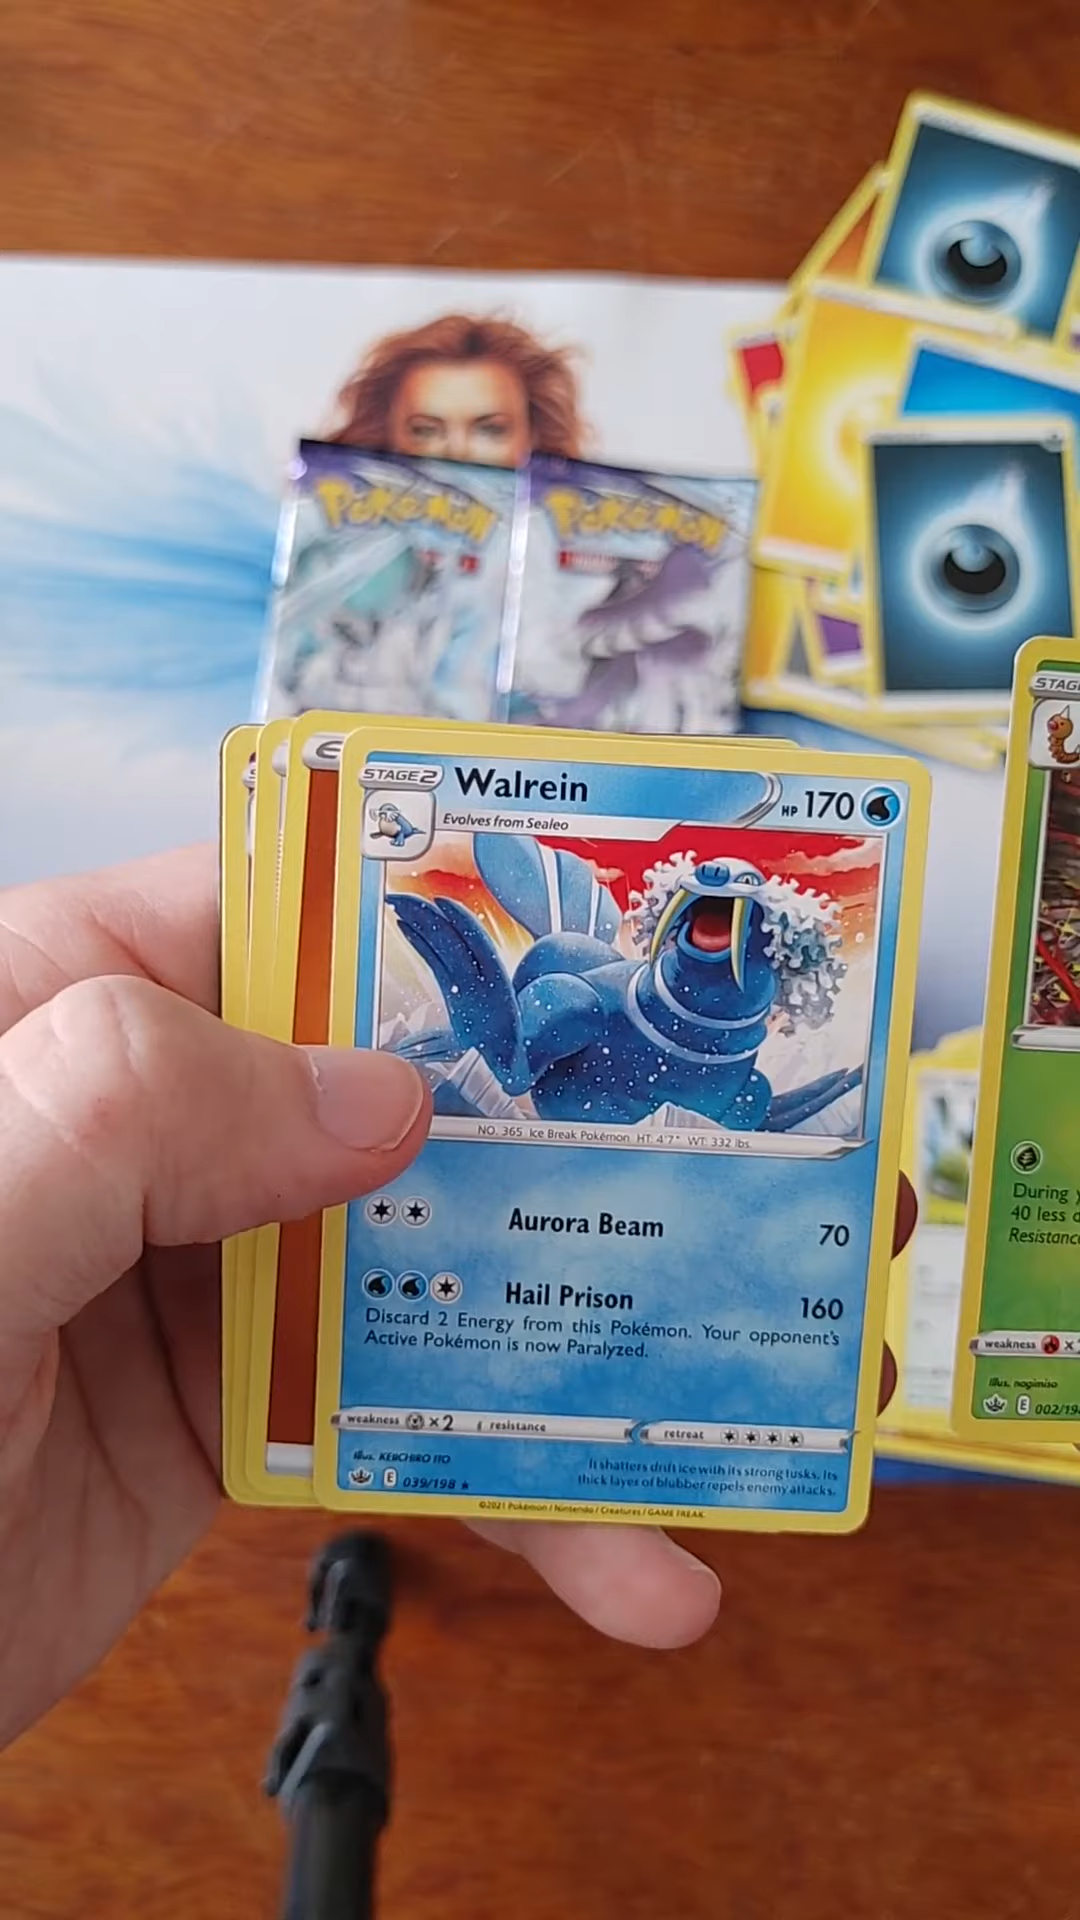 Pokémon
Pokémon
STAGE 2
Walrein
HP 170
Evolves from Sealeo
NO. 365 Ice Break Pokémon HT: 4'7" WT: 332 lbs.
Aurora Beam 70
Hail Prison 160
Discard 2 Energy from this Pokémon. Your opponent's
Active Pokémon is now Paralyzed.
weakness ×2 resistance retreat
Illus. KEIICHIRO ITO
E 039/198 ★
It shatters drift ice with its strong tusks. Its
thick layer of blubber repels enemy attacks.
©2021 Pokémon / Nintendo / Creatures / GAME FREAK
STAGE
During
40 less
Resistance
weakness ×
Illus. nagimiso
E 002/19